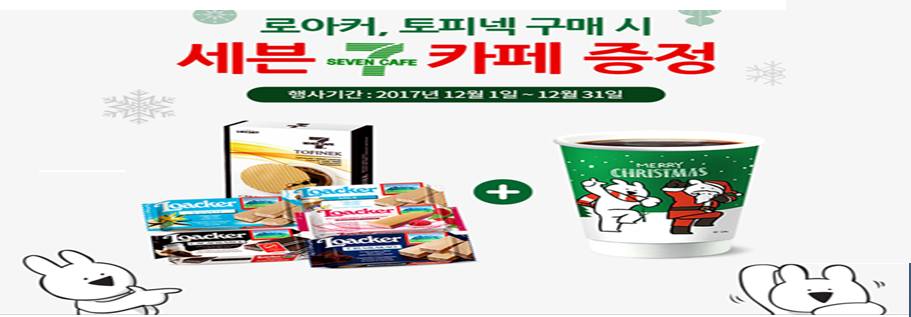 로아커, 토피넥 구매 시
세븐 7 SEVEN CAFE 카페 증정
행사기간 : 2017년 12월 1일 ~ 12월 31일
7
TOFINEK
Loacker
Loacker
Loacker
Loacker
Loacker
+
MERRY
CHRISTMAS